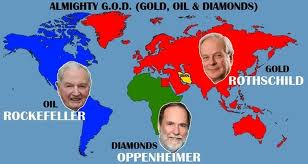 ALMIGHTY G.O.D. (GOLD, OIL & DIAMONDS)
GOLD
ROTHSCHILD
OIL
ROCKEFELLER
DIAMONDS
OPPENHEIMER